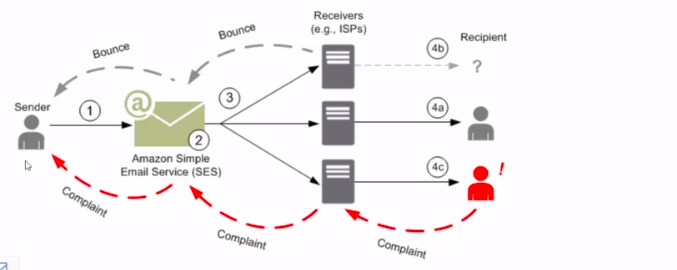 Receivers
(e.g., ISPs)
Recipient
Bounce
Bounce
4b
?
Sender
1
@
3
4a
2
Amazon Simple
Email Service (SES)
4c
!
Complaint
Complaint
Complaint